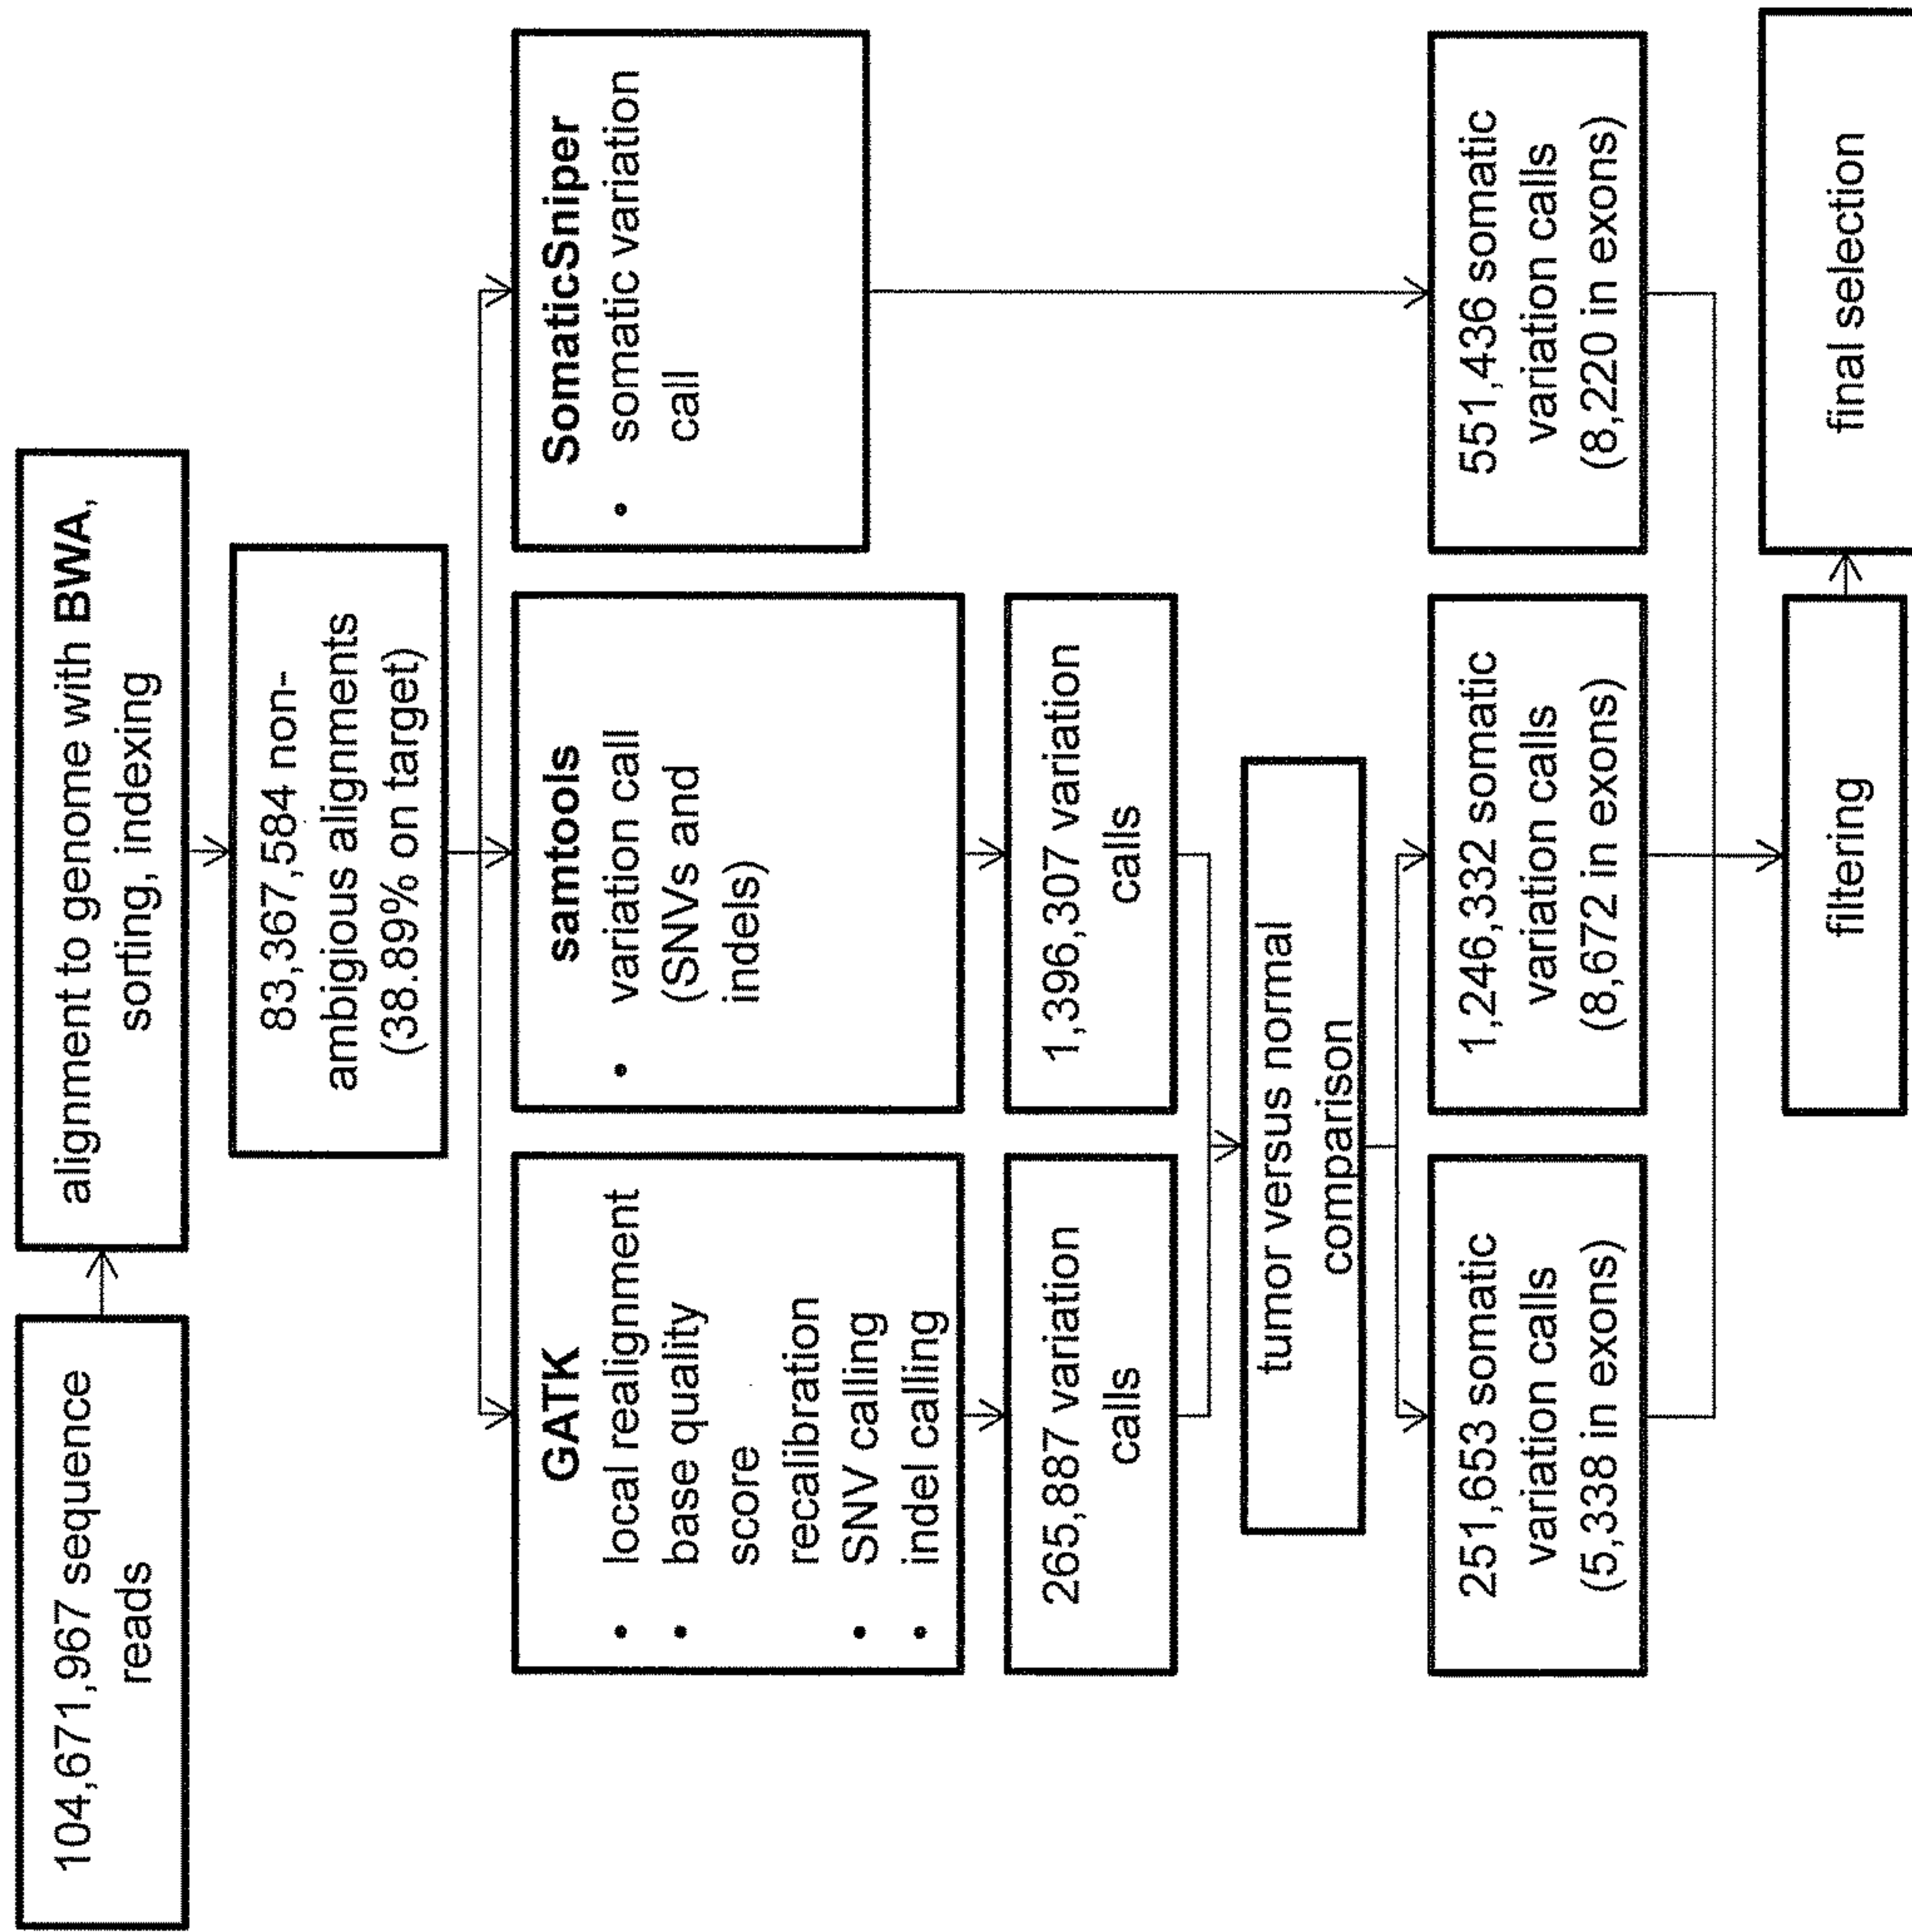 104,671,967 sequence
reads
alignment to genome with BWA,
sorting, indexing
83,367,584 non-
ambigious alignments
(38.89% on target)
GATK
• local realignment
• base quality
score
recalibration
• SNV calling
• indel calling
samtools
• variation call
(SNVs and
indels)
SomaticSniper
• somatic variation
call
265,887 variation
calls
1,396,307 variation
calls
tumor versus normal
comparison
251,653 somatic
variation calls
(5,338 in exons)
1,246,332 somatic
variation calls
(8,672 in exons)
551,436 somatic
variation calls
(8,220 in exons)
filtering
final selection